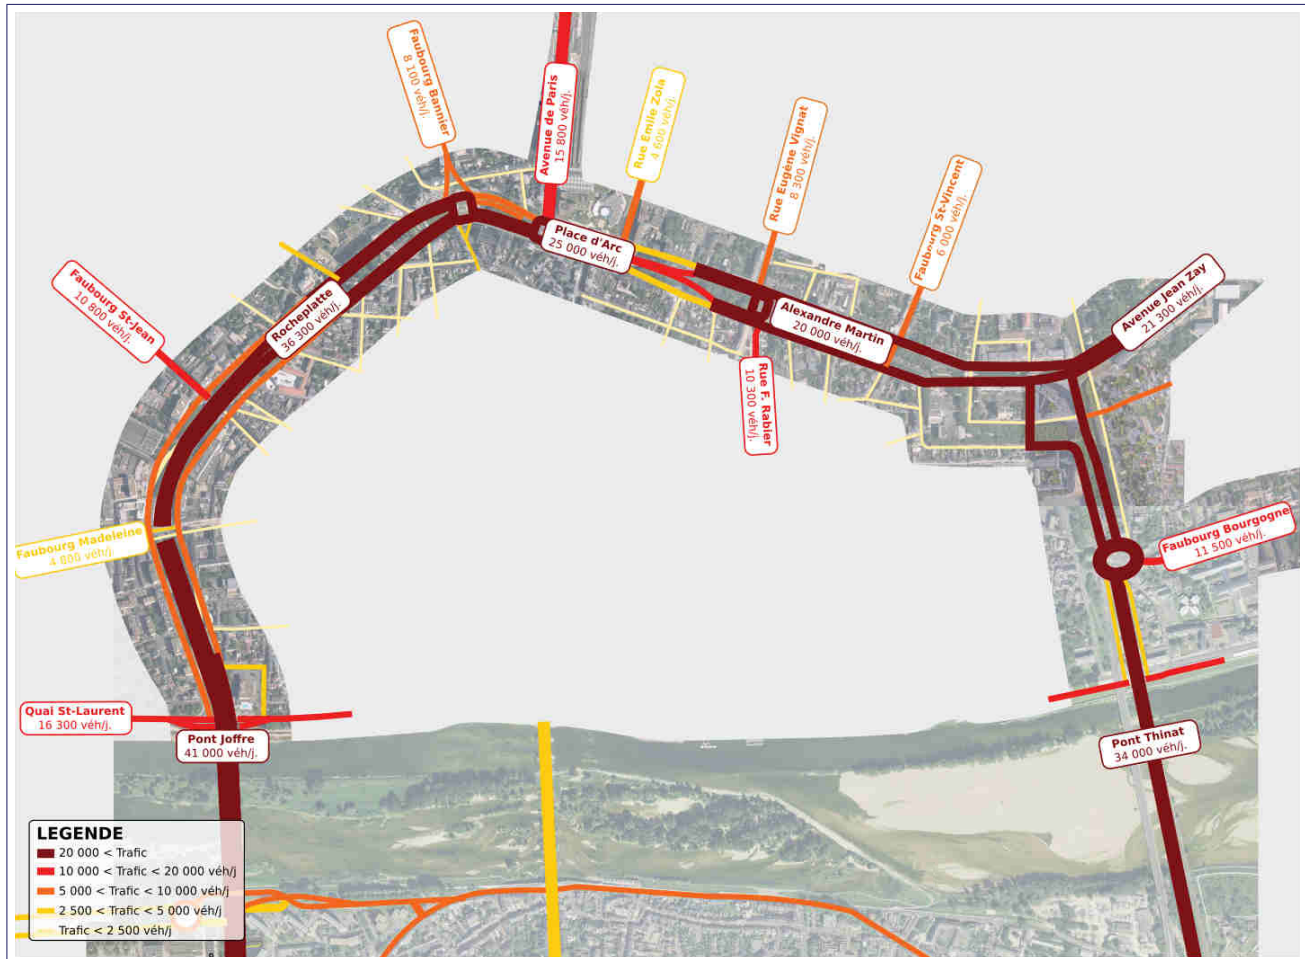 Faubourg Bannier
8 100 véh/j.
Avenue de Paris
15 800 véh/j.
Rue Emile Zola
4 600 véh/j.
Rue Eugène Vignat
8 300 véh/j.
Faubourg St-Vincent
6 000 véh/j.
Place d'Arc
25 000 véh/j.
Faubourg St-Jean
10 800 véh/j.
Rocheplatte
36 300 véh/j.
Alexandre Martin
20 000 véh/j.
Avenue Jean Zay
21 300 véh/j.
Rue F. Rabier
10 300 véh/j.
Faubourg Madeleine
4 800 véh/j.
Faubourg Bourgogne
11 500 véh/j.
Quai St-Laurent
16 300 véh/j.
Pont Joffre
41 000 véh/j.
Pont Thinat
34 000 véh/j.
LEGENDE
20 000 < Trafic
10 000 < Trafic < 20 000 véh/j
5 000 < Trafic < 10 000 véh/j
2 500 < Trafic < 5 000 véh/j
Trafic < 2 500 véh/j